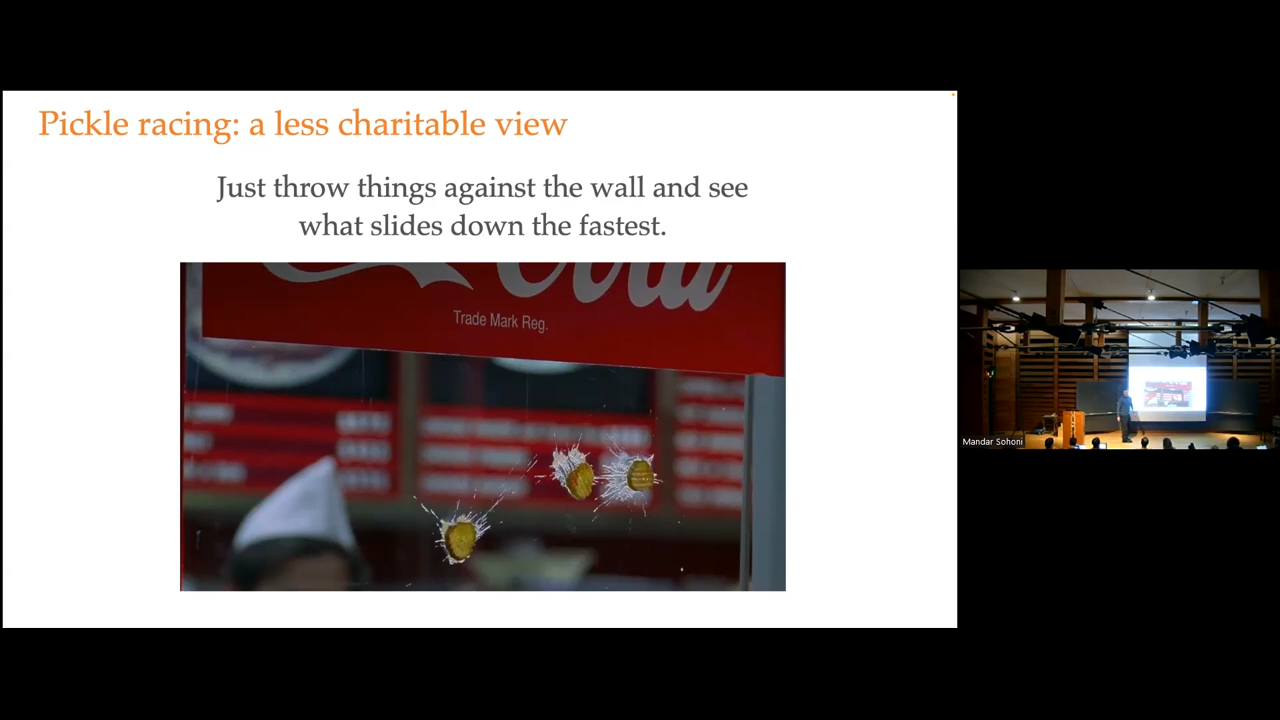 Pickle racing: a less charitable view
Just throw things against the wall and see
what slides down the fastest.
Cola
Trade Mark Reg.
Mandar Sohoni